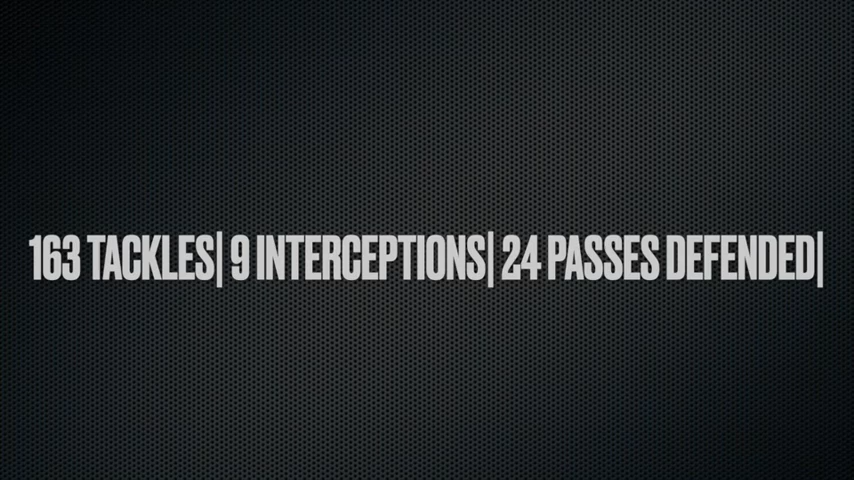 163 TACKLES| 9 INTERCEPTIONS| 24 PASSES DEFENDED|